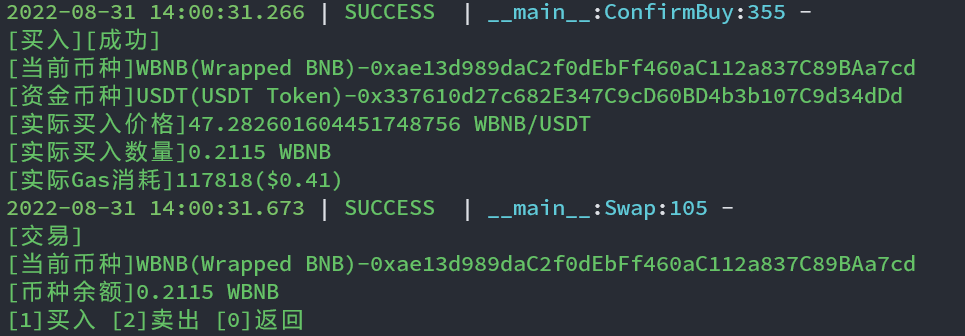 2022-08-31 14:00:31.266 | SUCCESS  | __main__:ConfirmBuy:355 -
[买入][成功]
[当前币种]WBNB(Wrapped BNB)-0xae13d989daC2f0dEbFf460aC112a837C89BAa7cd
[资金币种]USDT(USDT Token)-0x337610d27c682E347C9cD60BD4b3b107C9d34dDd
[实际买入价格]47.282601604451748756 WBNB/USDT
[实际买入数量]0.2115 WBNB
[实际Gas消耗]117818($0.41)
2022-08-31 14:00:31.673 | SUCCESS  | __main__:Swap:105 -
[交易]
[当前币种]WBNB(Wrapped BNB)-0xae13d989daC2f0dEbFf460aC112a837C89BAa7cd
[币种余额]0.2115 WBNB
[1]买入 [2]卖出 [0]返回